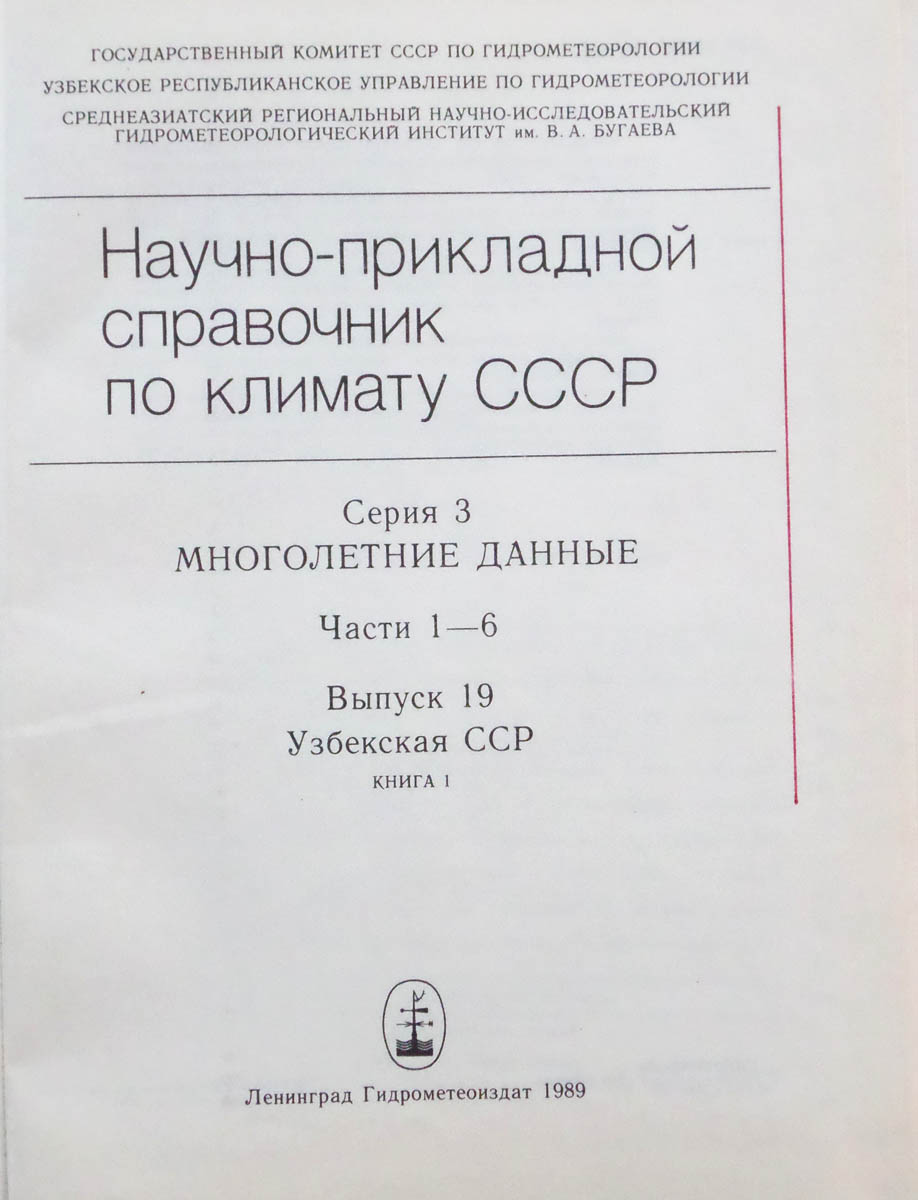 ГОСУДАРСТВЕННЫЙ КОМИТЕТ СССР ПО ГИДРОМЕТЕОРОЛОГИИ
УЗБЕКСКОЕ РЕСПУБЛИКАНСКОЕ УПРАВЛЕНИЕ ПО ГИДРОМЕТЕОРОЛОГИИ
СРЕДНЕАЗИАТСКИЙ РЕГИОНАЛЬНЫЙ НАУЧНО-ИССЛЕДОВАТЕЛЬСКИЙ
ГИДРОМЕТЕОРОЛОГИЧЕСКИЙ ИНСТИТУТ им. В. А. БУГАЕВА
Научно-прикладной
справочник
по климату СССР
Серия 3
МНОГОЛЕТНИЕ ДАННЫЕ
Части 1—6
Выпуск 19
Узбекская ССР
КНИГА 1
Ленинград Гидрометеоиздат 1989